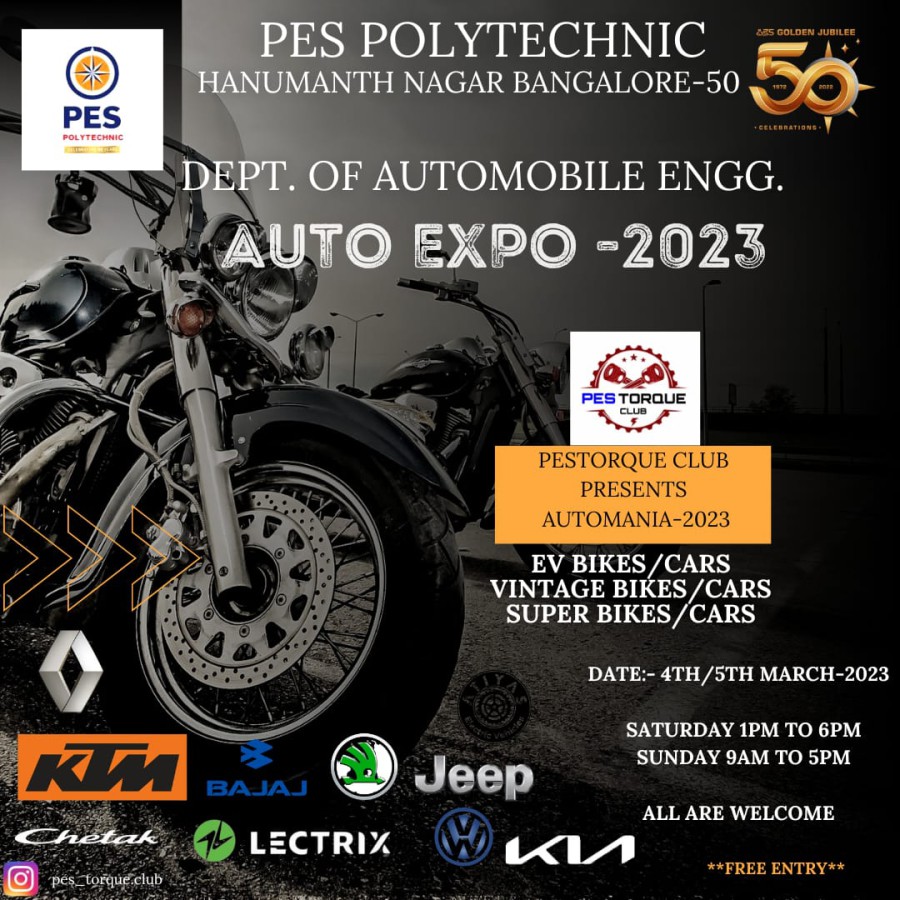 PES POLYTECHNIC
HANUMANTH NAGAR BANGALORE-50
PES
POLYTECHNIC
GOLDEN JUBILEE
50
1972 2022
CELEBRATIONS
DEPT. OF AUTOMOBILE ENGG.
AUTO EXPO -2023
PES TORQUE
CLUB
PESTORQUE CLUB
PRESENTS
AUTOMANIA-2023
EV BIKES/CARS
VINTAGE BIKES/CARS
SUPER BIKES/CARS
DATE:- 4TH/5TH MARCH-2023
SATURDAY 1PM TO 6PM
SUNDAY 9AM TO 5PM
ALL ARE WELCOME
**FREE ENTRY**
KTM
BAJAJ
Jeep
Chetak
LECTRIX
KIA
pes_torque.club